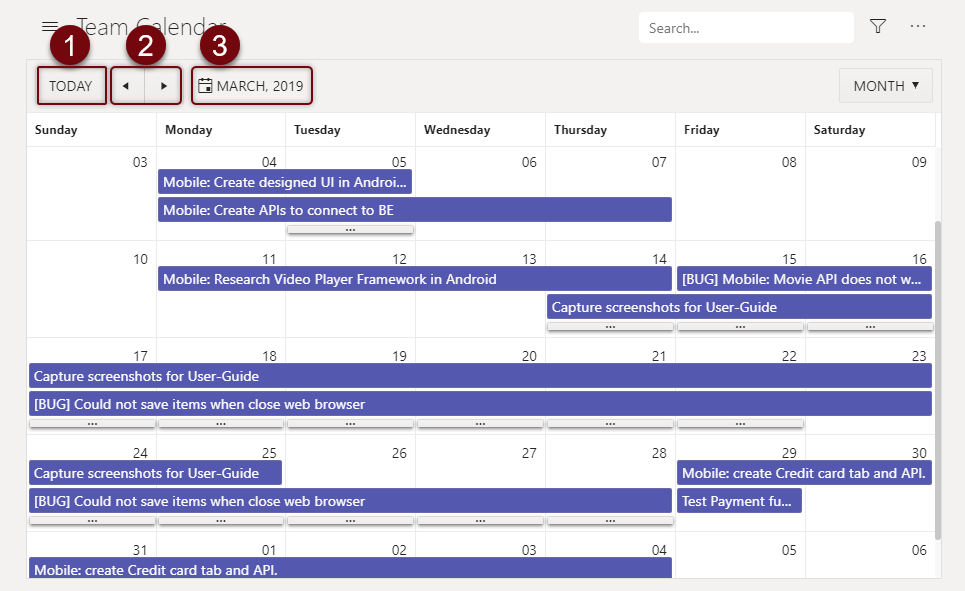 Team Calendar
Search...
...
1 2 3
TODAY ◄ ► MARCH, 2019 MONTH ▼
Sunday Monday Tuesday Wednesday Thursday Friday Saturday
03 04 05 06 07 08 09
Mobile: Create designed UI in Androi...
Mobile: Create APIs to connect to BE
...
10 11 12 13 14 15 16
Mobile: Research Video Player Framework in Android [BUG] Mobile: Movie API does not w...
Capture screenshots for User-Guide
... ... ...
17 18 19 20 21 22 23
Capture screenshots for User-Guide
[BUG] Could not save items when close web browser
... ... ... ... ... ...
24 25 26 27 28 29 30
Capture screenshots for User-Guide Mobile: create Credit card tab and API.
[BUG] Could not save items when close web browser Test Payment fu...
... ... ... ... ...
31 01 02 03 04 05 06
Mobile: create Credit card tab and API.